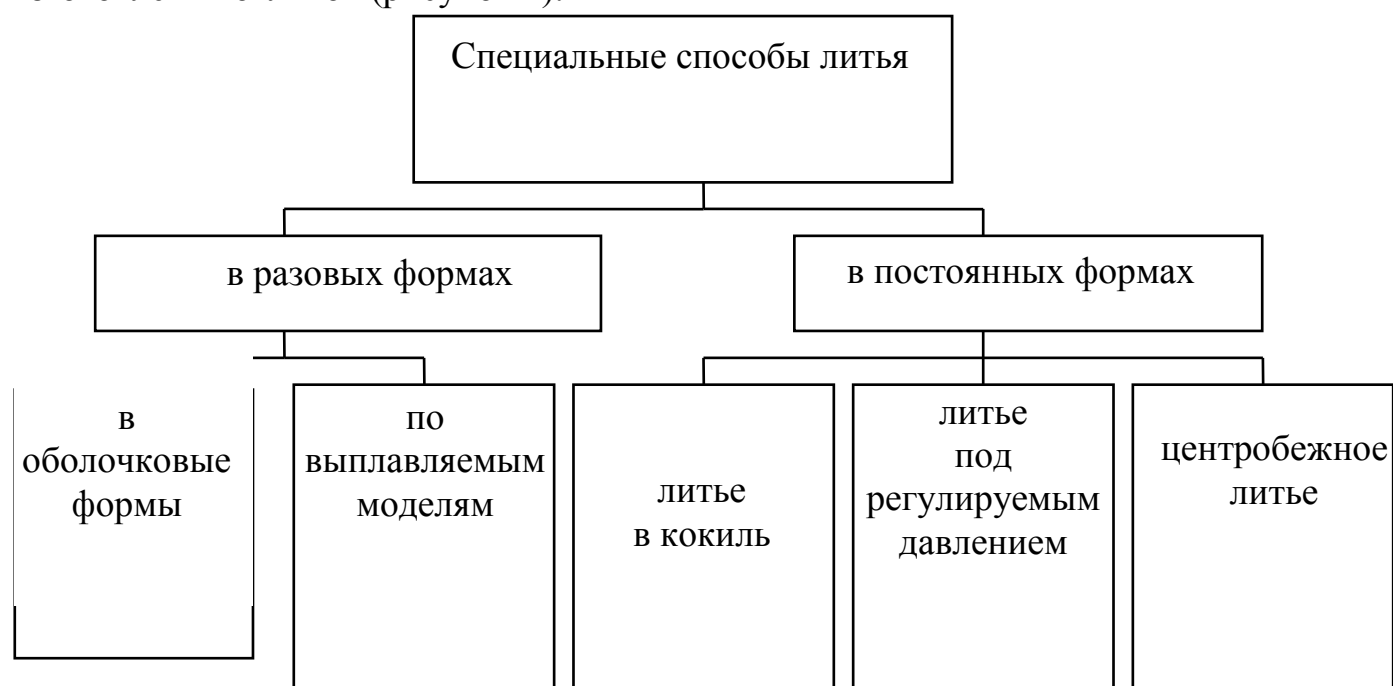 Специальные способы литья
в разовых формах
в постоянных формах
в
оболочковые
формы
по
выплавляемым
моделям
литье
в кокиль
литье
под
регулируемым
давлением
центробежное
литье